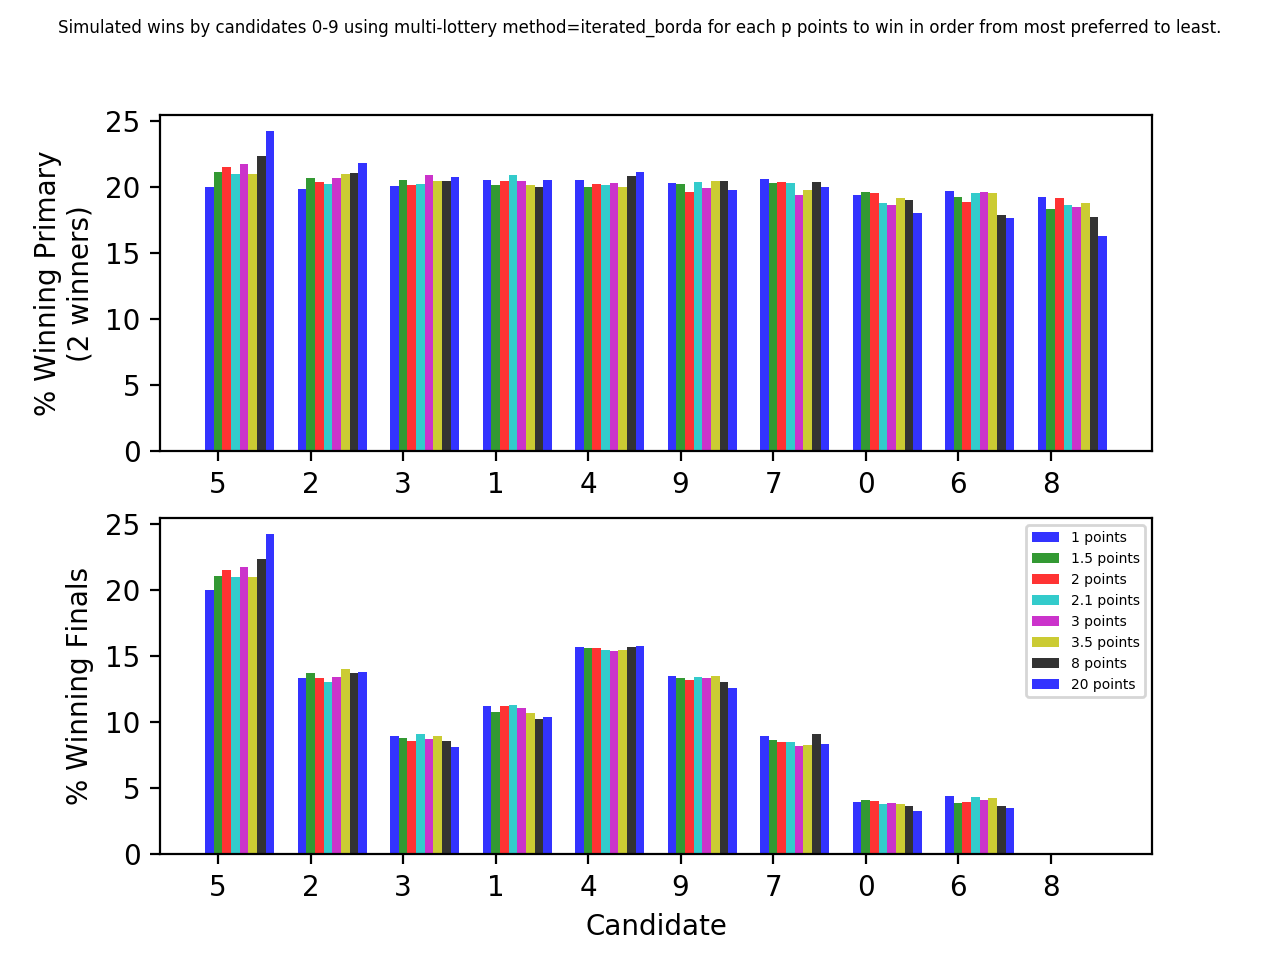 Simulated wins by candidates 0-9 using multi-lottery method=iterated_borda for each p points to win in order from most preferred to least.
% Winning Primary
(2 winners)
25
20
15
10
5
0
5 2 3 1 4 9 7 0 6 8
% Winning Finals
25
20
15
10
5
0
1 points
1.5 points
2 points
2.1 points
3 points
3.5 points
8 points
20 points
5 2 3 1 4 9 7 0 6 8
Candidate